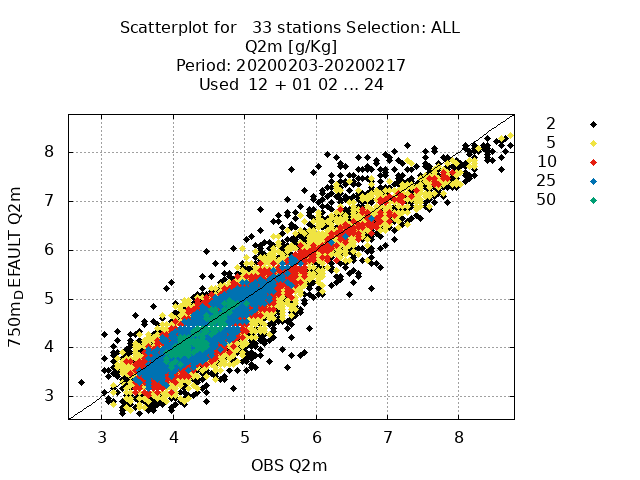 Scatterplot for 33 stations Selection: ALL
Q2m [g/Kg]
Period: 20200203-20200217
Used 12 + 01 02 ... 24
2
5
10
25
50
8
7
6
5
4
3
750m_DEFAULT Q2m
3 4 5 6 7 8
OBS Q2m